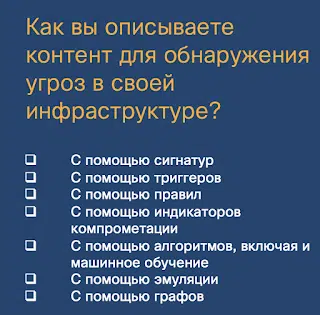 Как вы описываете
контент для обнаружения
угроз в своей
инфраструктуре?
❑ С помощью сигнатур
❑ С помощью триггеров
❑ С помощью правил
❑ С помощью индикаторов
компрометации
❑ С помощью алгоритмов, включая и
машинное обучение
❑ С помощью эмуляции
❑ С помощью графов